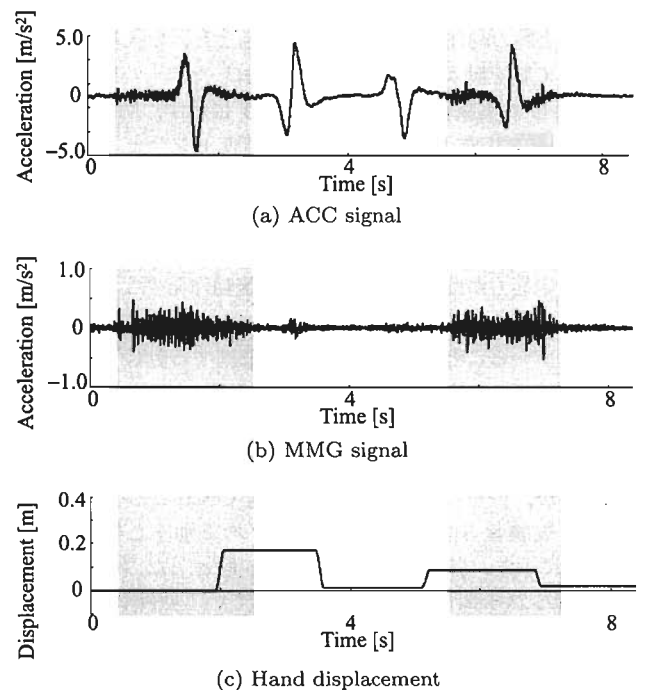 Acceleration [m/s²]
5.0
0
−5.0
0
4
8
Time [s]
(a) ACC signal
Acceleration [m/s²]
1.0
0
−1.0
0
4
8
Time [s]
(b) MMG signal
Displacement [m]
0.4
0.2
0
0
4
8
Time [s]
(c) Hand displacement